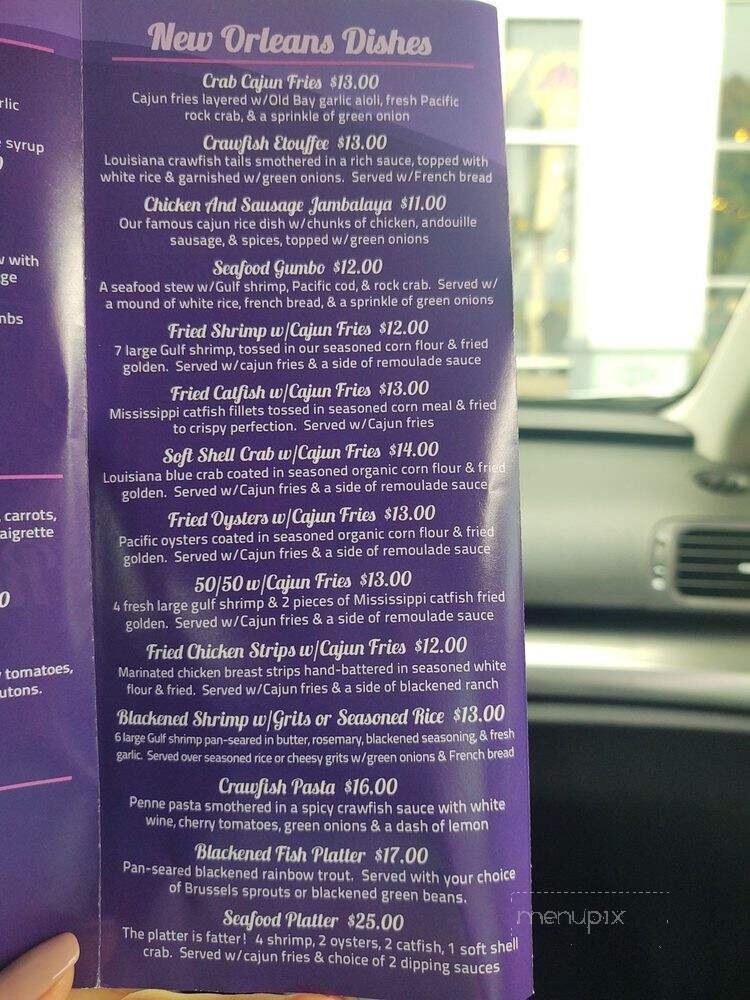 rlic
e syrup
0
w with
ge
mbs
, carrots,
aigrette
0
tomatoes,
utons.
New Orleans Dishes
Crab Cajun Fries $13.00
Cajun fries layered w/Old Bay garlic aioli, fresh Pacific
rock crab, & a sprinkle of green onion
Crawfish Etouffee $13.00
Louisiana crawfish tails smothered in a rich sauce, topped with
white rice & garnished w/green onions. Served w/French bread
Chicken And Sausage Jambalaya $11.00
Our famous cajun rice dish w/chunks of chicken, andouille
sausage, & spices, topped w/green onions
Seafood Gumbo $12.00
A seafood stew w/Gulf shrimp, Pacific cod, & rock crab. Served w/
a mound of white rice, french bread, & a sprinkle of green onions
Fried Shrimp w/Cajun Fries $12.00
7 large Gulf shrimp, tossed in our seasoned corn flour & fried
golden. Served w/cajun fries & a side of remoulade sauce
Fried Catfish w/Cajun Fries $13.00
Mississippi catfish fillets tossed in seasoned corn meal & fried
to crispy perfection. Served w/Cajun fries
Soft Shell Crab w/Cajun Fries $14.00
Louisiana blue crab coated in seasoned organic corn flour & fried
golden. Served w/Cajun fries & a side of remoulade sauce
Fried Oysters w/Cajun Fries $13.00
Pacific oysters coated in seasoned organic corn flour & fried
golden. Served w/Cajun fries & a side of remoulade sauce
50/50 w/Cajun Fries $13.00
4 fresh large gulf shrimp & 2 pieces of Mississippi catfish fried
golden. Served w/Cajun fries & a side of remoulade sauce
Fried Chicken Strips w/Cajun Fries $12.00
Marinated chicken breast strips hand-battered in seasoned white
flour & fried. Served w/Cajun fries & a side of blackened ranch
Blackened Shrimp w/Grits or Seasoned Rice $13.00
6 large Gulf shrimp pan-seared in butter, rosemary, blackened seasoning, & fresh
garlic. Served over seasoned rice or cheesy grits w/green onions & French bread
Crawfish Pasta $16.00
Penne pasta smothered in a spicy crawfish sauce with white
wine, cherry tomatoes, green onions & a dash of lemon
Blackened Fish Platter $17.00
Pan-seared blackened rainbow trout. Served with your choice
of Brussels sprouts or blackened green beans.
Seafood Platter $25.00
The platter is fatter! 4 shrimp, 2 oysters, 2 catfish, 1 soft shell
crab. Served w/cajun fries & choice of 2 dipping sauces
menupix